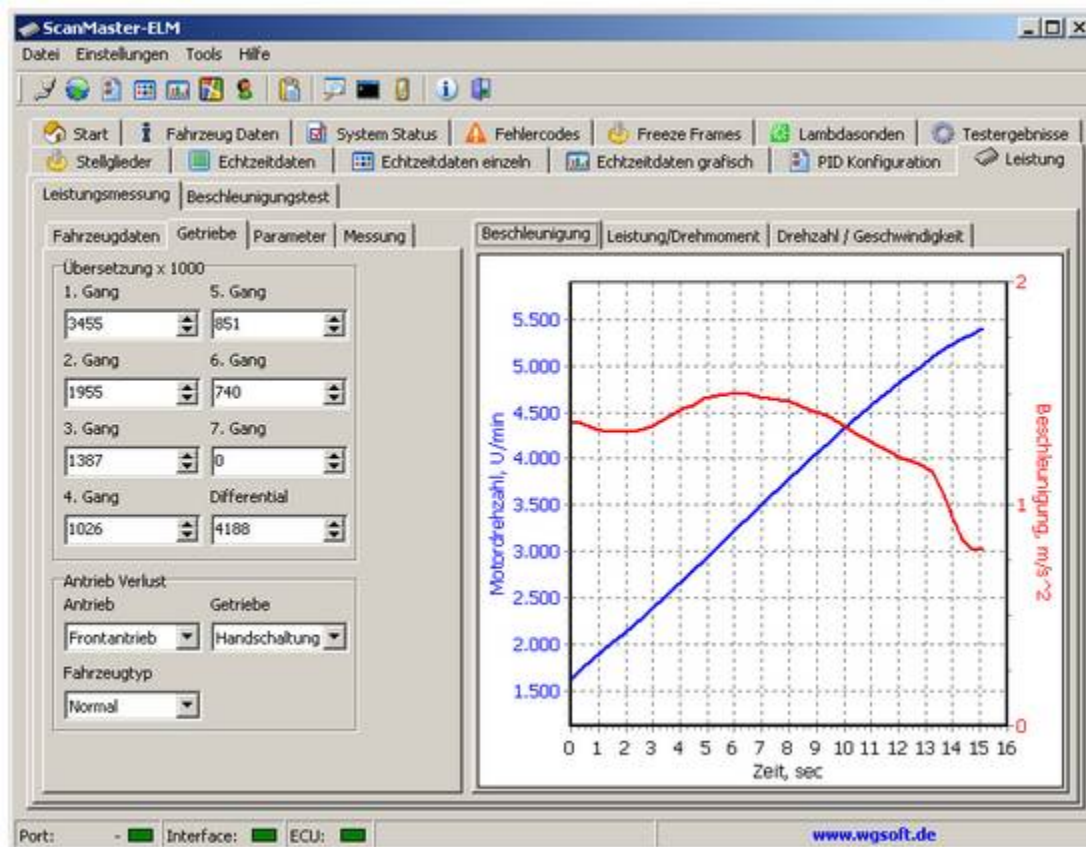 ScanMaster-ELM
Datei Einstellungen Tools Hilfe
Start Fahrzeug Daten System Status Fehlercodes Freeze Frames Lambdasonden Testergebnisse
Stellglieder Echtzeitdaten Echtzeitdaten einzeln Echtzeitdaten grafisch PID Konfiguration Leistung
Leistungsmessung Beschleunigungstest
Fahrzeugdaten Getriebe Parameter Messung
Übersetzung x 1000
1. Gang 5. Gang
3455 851
2. Gang 6. Gang
1955 740
3. Gang 7. Gang
1387 0
4. Gang Differential
1026 4188
Antrieb Verlust
Antrieb Getriebe
Frontantrieb Handschaltung
Fahrzeugtyp
Normal
Beschleunigung Leistung/Drehmoment Drehzahl / Geschwindigkeit
Motordrehzahl, U/min
5.500
5.000
4.500
4.000
3.500
3.000
2.500
2.000
1.500
2
1
0
Beschleunigung, m/s^2
0 1 2 3 4 5 6 7 8 9 10 11 12 13 14 15 16
Zeit, sec
Port: - Interface: ECU: www.wgsoft.de